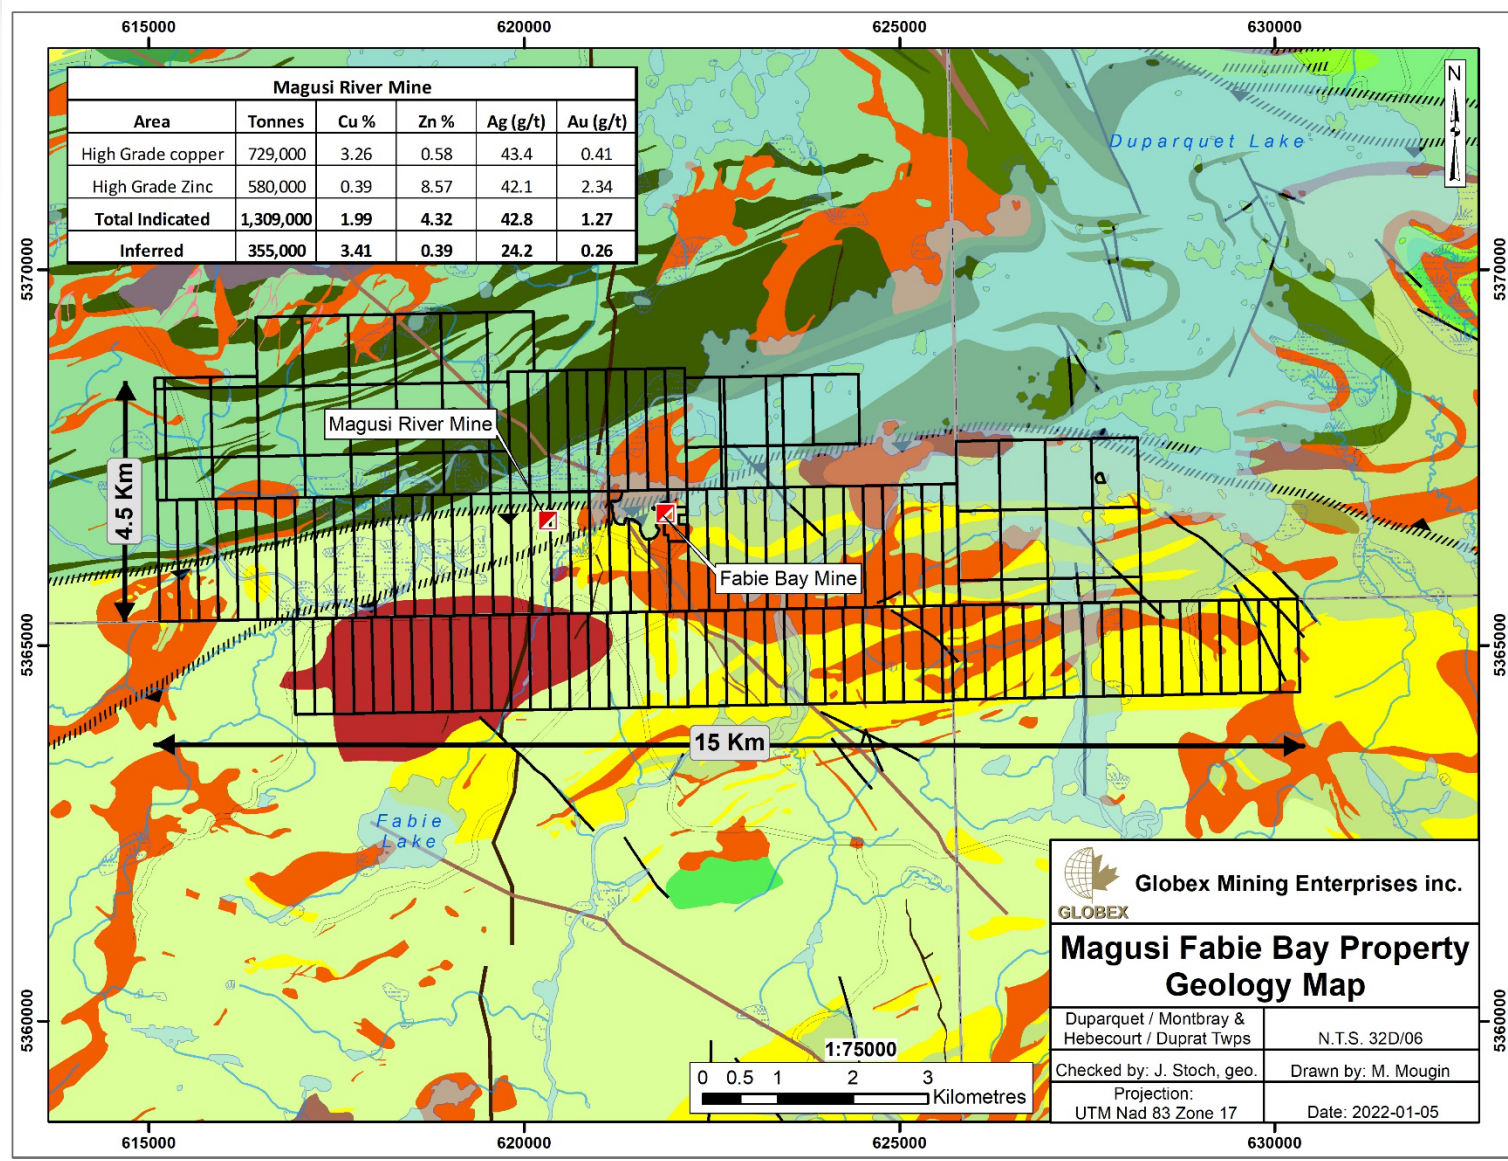 615000 620000 625000 630000
Magusi River Mine
Area Tonnes Cu % Zn % Ag (g/t) Au (g/t)
High Grade copper 729,000 3.26 0.58 43.4 0.41
High Grade Zinc 580,000 0.39 8.57 42.1 2.34
Total Indicated 1,309,000 1.99 4.32 42.8 1.27
Inferred 355,000 3.41 0.39 24.2 0.26
N
Duparquet Lake
5370000 5370000
Magusi River Mine
4.5 Km
Fabie Bay Mine
5365000 5365000
15 Km
Fabie
Lake
GLOBEX
Globex Mining Enterprises inc.
Magusi Fabie Bay Property
Geology Map
5360000 5360000
Duparquet / Montbray &
Hebecourt / Duprat Twps
N.T.S. 32D/06
Checked by: J. Stoch, geo.
Drawn by: M. Mougin
Projection:
UTM Nad 83 Zone 17
Date: 2022-01-05
1:75000
0 0.5 1 2 3
Kilometres
615000 620000 625000 630000